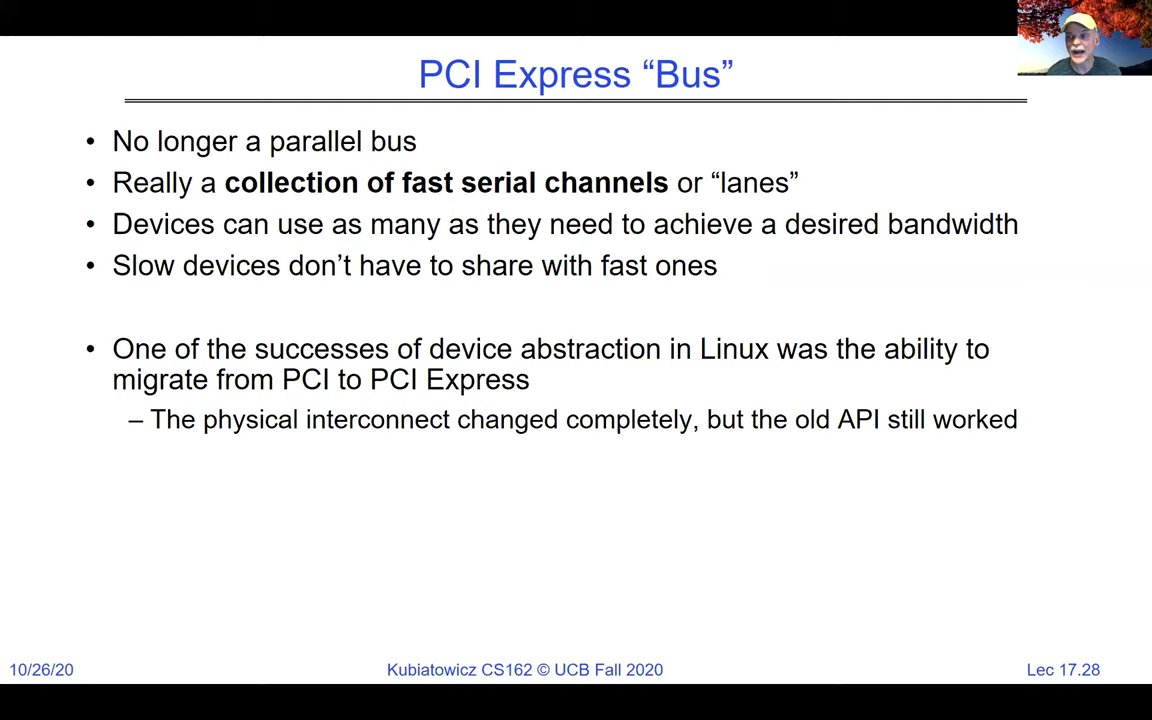 PCI Express “Bus”
• No longer a parallel bus
• Really a collection of fast serial channels or “lanes”
• Devices can use as many as they need to achieve a desired bandwidth
• Slow devices don’t have to share with fast ones
• One of the successes of device abstraction in Linux was the ability to
migrate from PCI to PCI Express
– The physical interconnect changed completely, but the old API still worked
10/26/20
Kubiatowicz CS162 © UCB Fall 2020
Lec 17.28